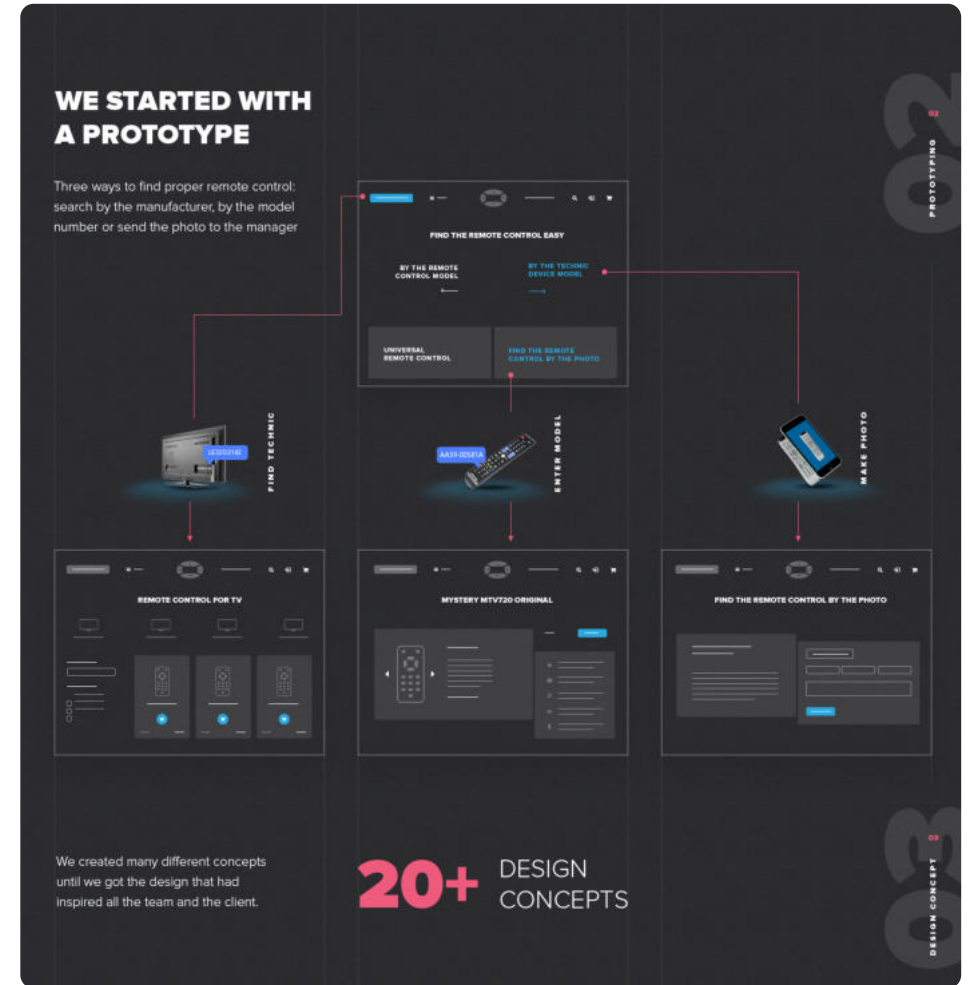 WE STARTED WITH
A PROTOTYPE
Three ways to find proper remote control:
search by the manufacturer, by the model
number or send the photo to the manager
02
PROTOTYPING
02
FIND THE REMOTE CONTROL EASY
BY THE REMOTE
CONTROL MODEL
BY THE TECHNIC
DEVICE MODEL
UNIVERSAL
REMOTE CONTROL
FIND THE REMOTE
CONTROL BY THE PHOTO
FIND TECHNIC
AA59-00581A
ENTER MODEL
MAKE PHOTO
REMOTE CONTROL FOR TV
MYSTERY MTV720 ORIGINAL
FIND THE REMOTE CONTROL BY THE PHOTO
We created many different concepts
until we got the design that had
inspired all the team and the client.
20+
DESIGN
CONCEPTS
03
DESIGN CONCEPT
03